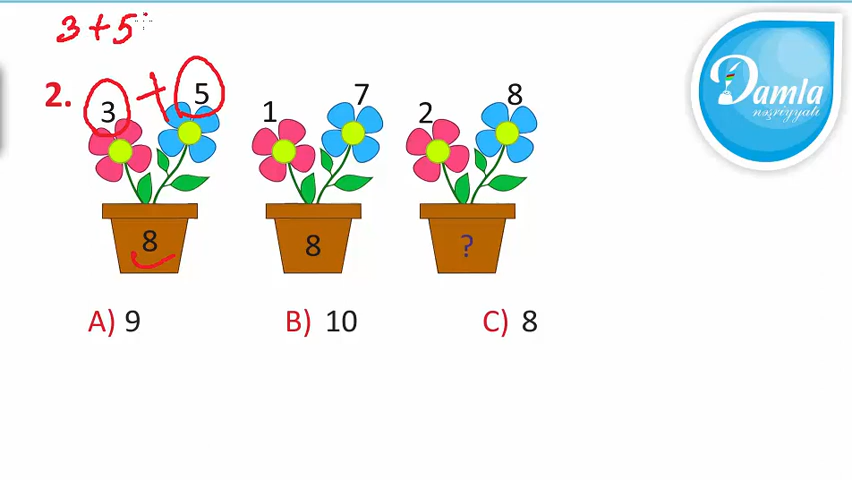 3 + 5
2. 3 + 5 1 7 2 8
8 8 ?
A) 9 B) 10 C) 8
Damla
nəşriyyatı